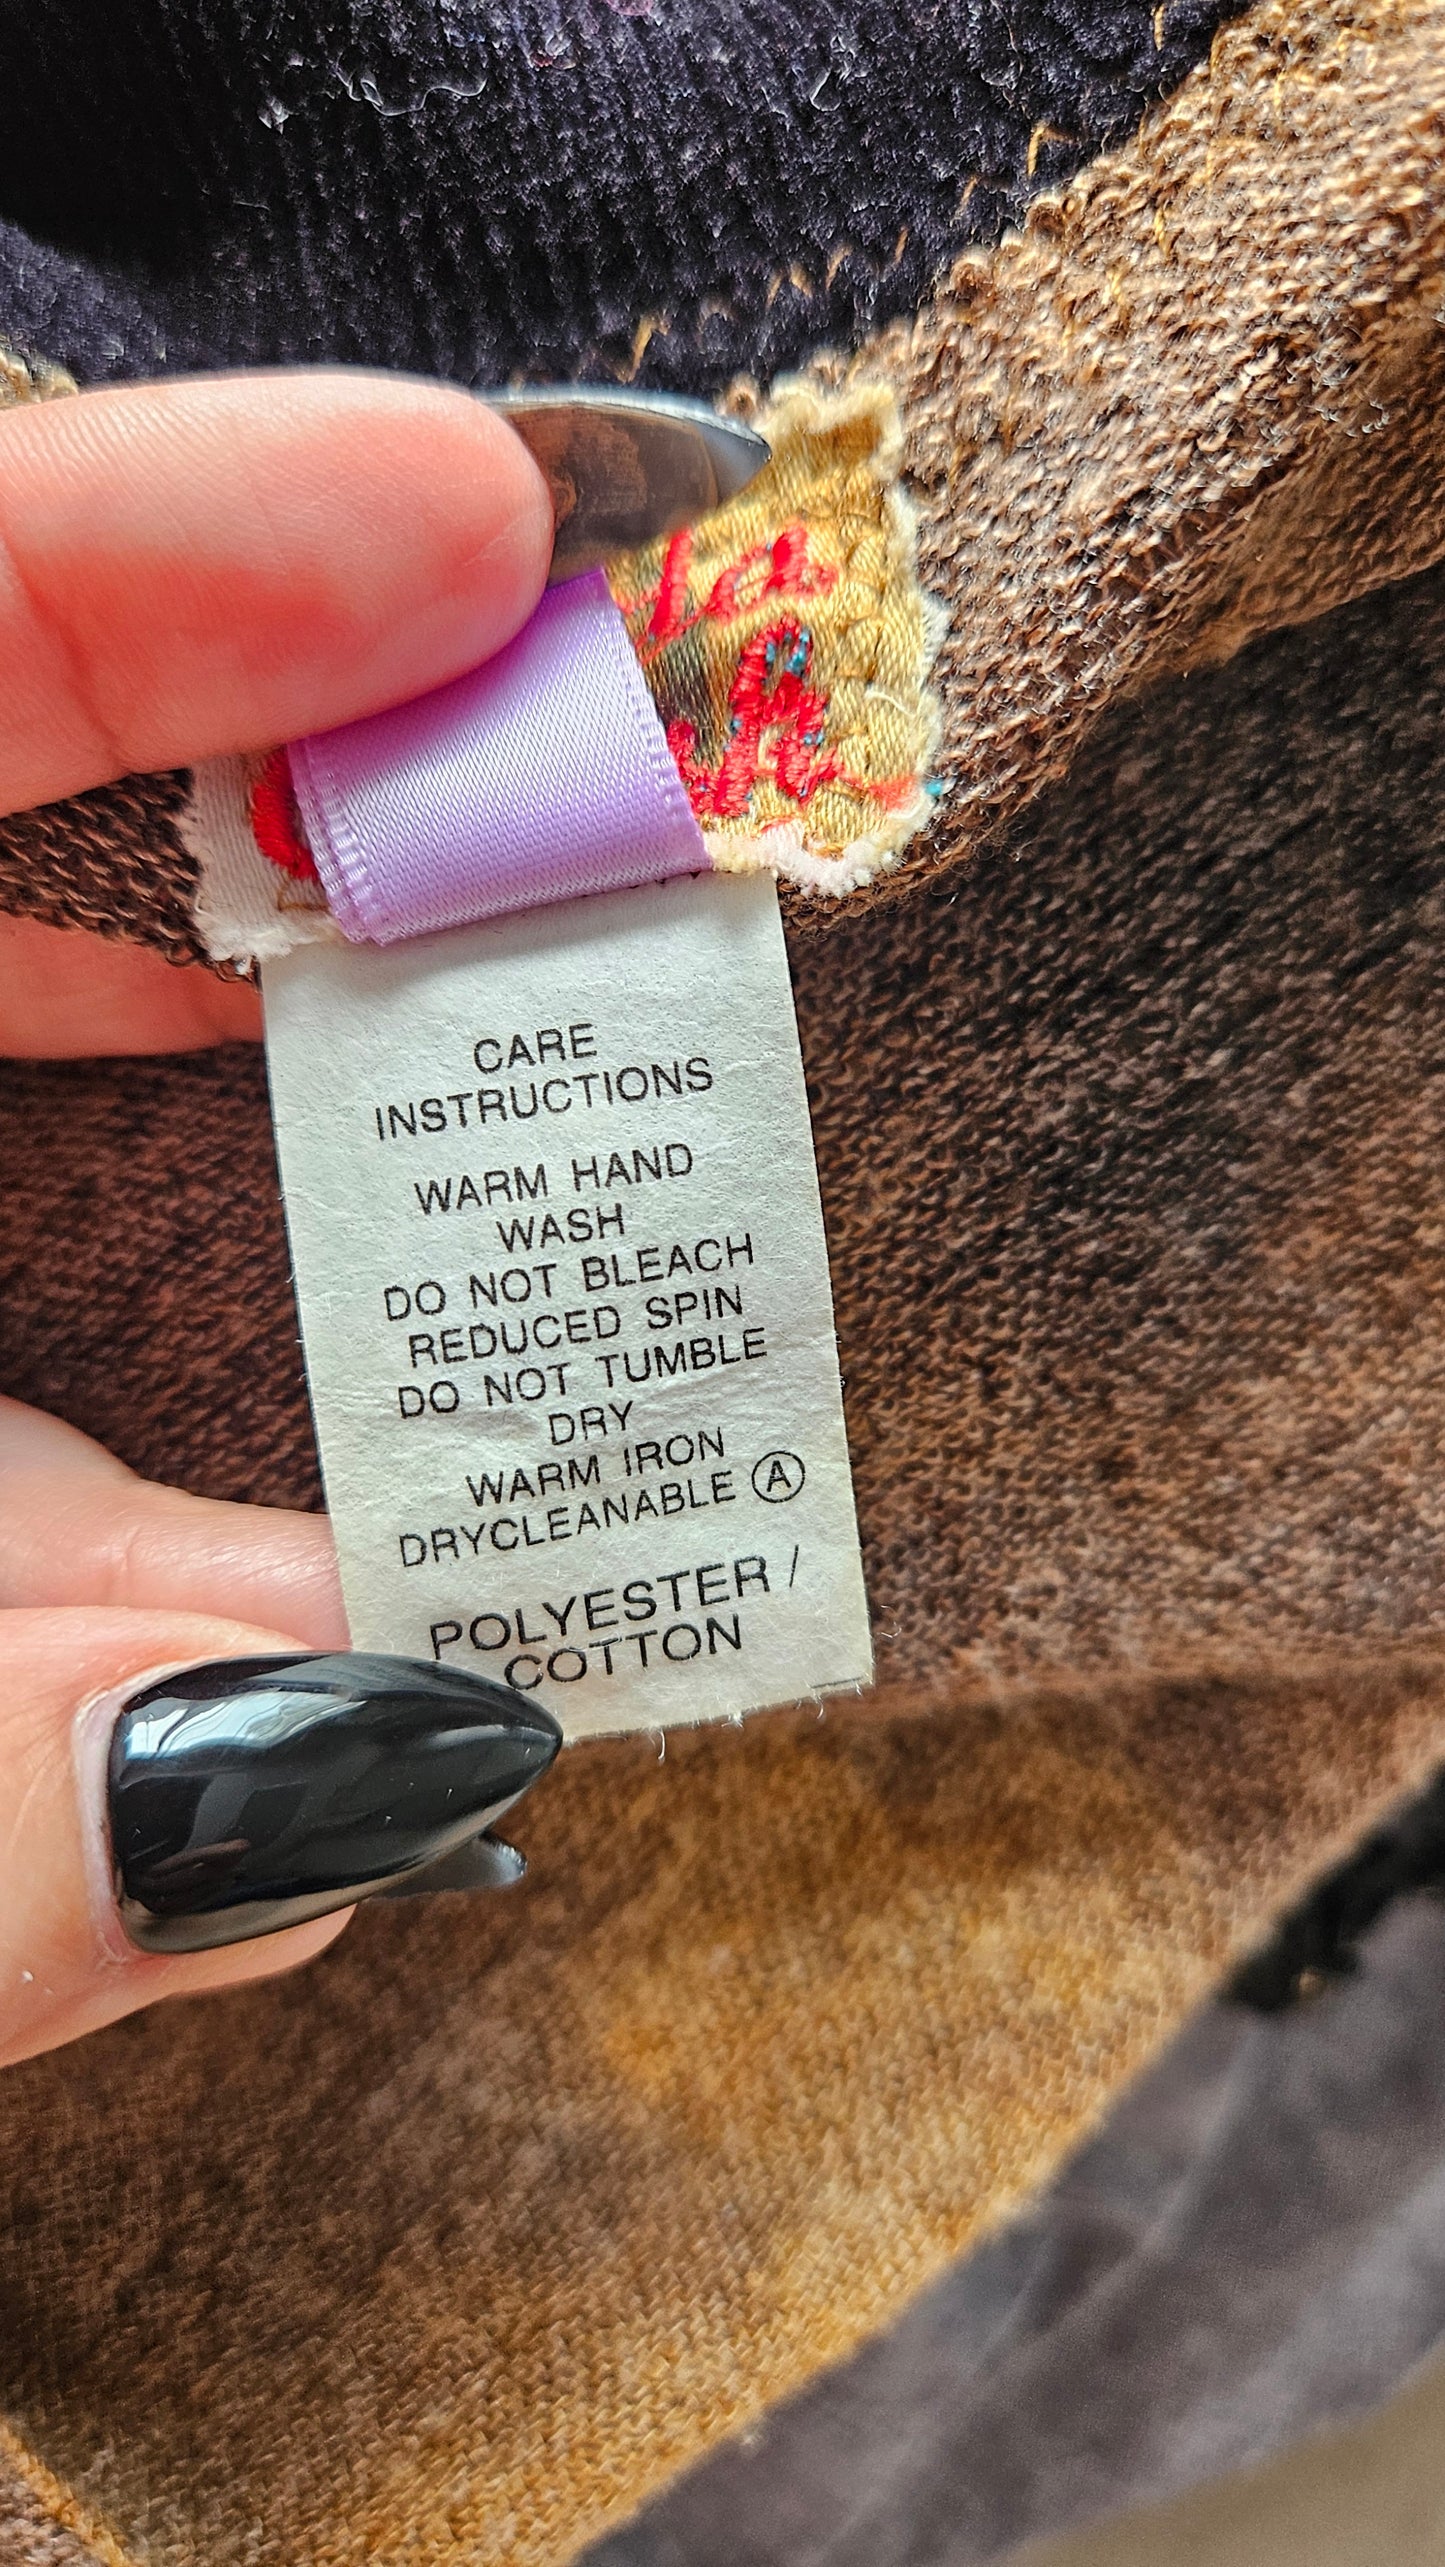 CARE
INSTRUCTIONS
WARM HAND
WASH
DO NOT BLEACH
REDUCED SPIN
DO NOT TUMBLE
DRY
WARM IRON
DRYCLEANABLE Ⓐ
POLYESTER /
COTTON